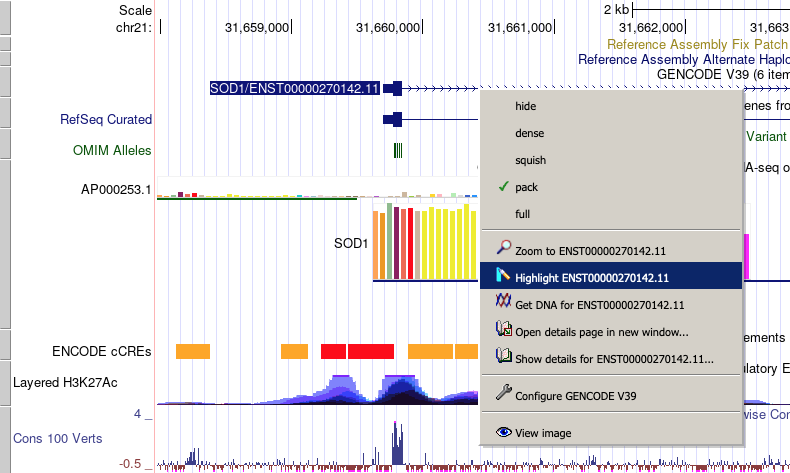 Scale 2 kb
chr21: 31,659,000 31,660,000 31,661,000 31,662,000 31,663
Reference Assembly Fix Patch
Reference Assembly Alternate Haplo
GENCODE V39 (6 item
SOD1/ENST00000270142.11
hide
enes fro
RefSeq Curated
dense
Variant
OMIM Alleles
squish
A-seq o
AP000253.1
pack
full
SOD1
Zoom to ENST00000270142.11
Highlight ENST00000270142.11
Get DNA for ENST00000270142.11
Open details page in new window...
ements
ENCODE cCREs
Show details for ENST00000270142.11...
ulatory E
Layered H3K27Ac
Configure GENCODE V39
4 _
wise Con
Cons 100 Verts
View image
-0.5 _